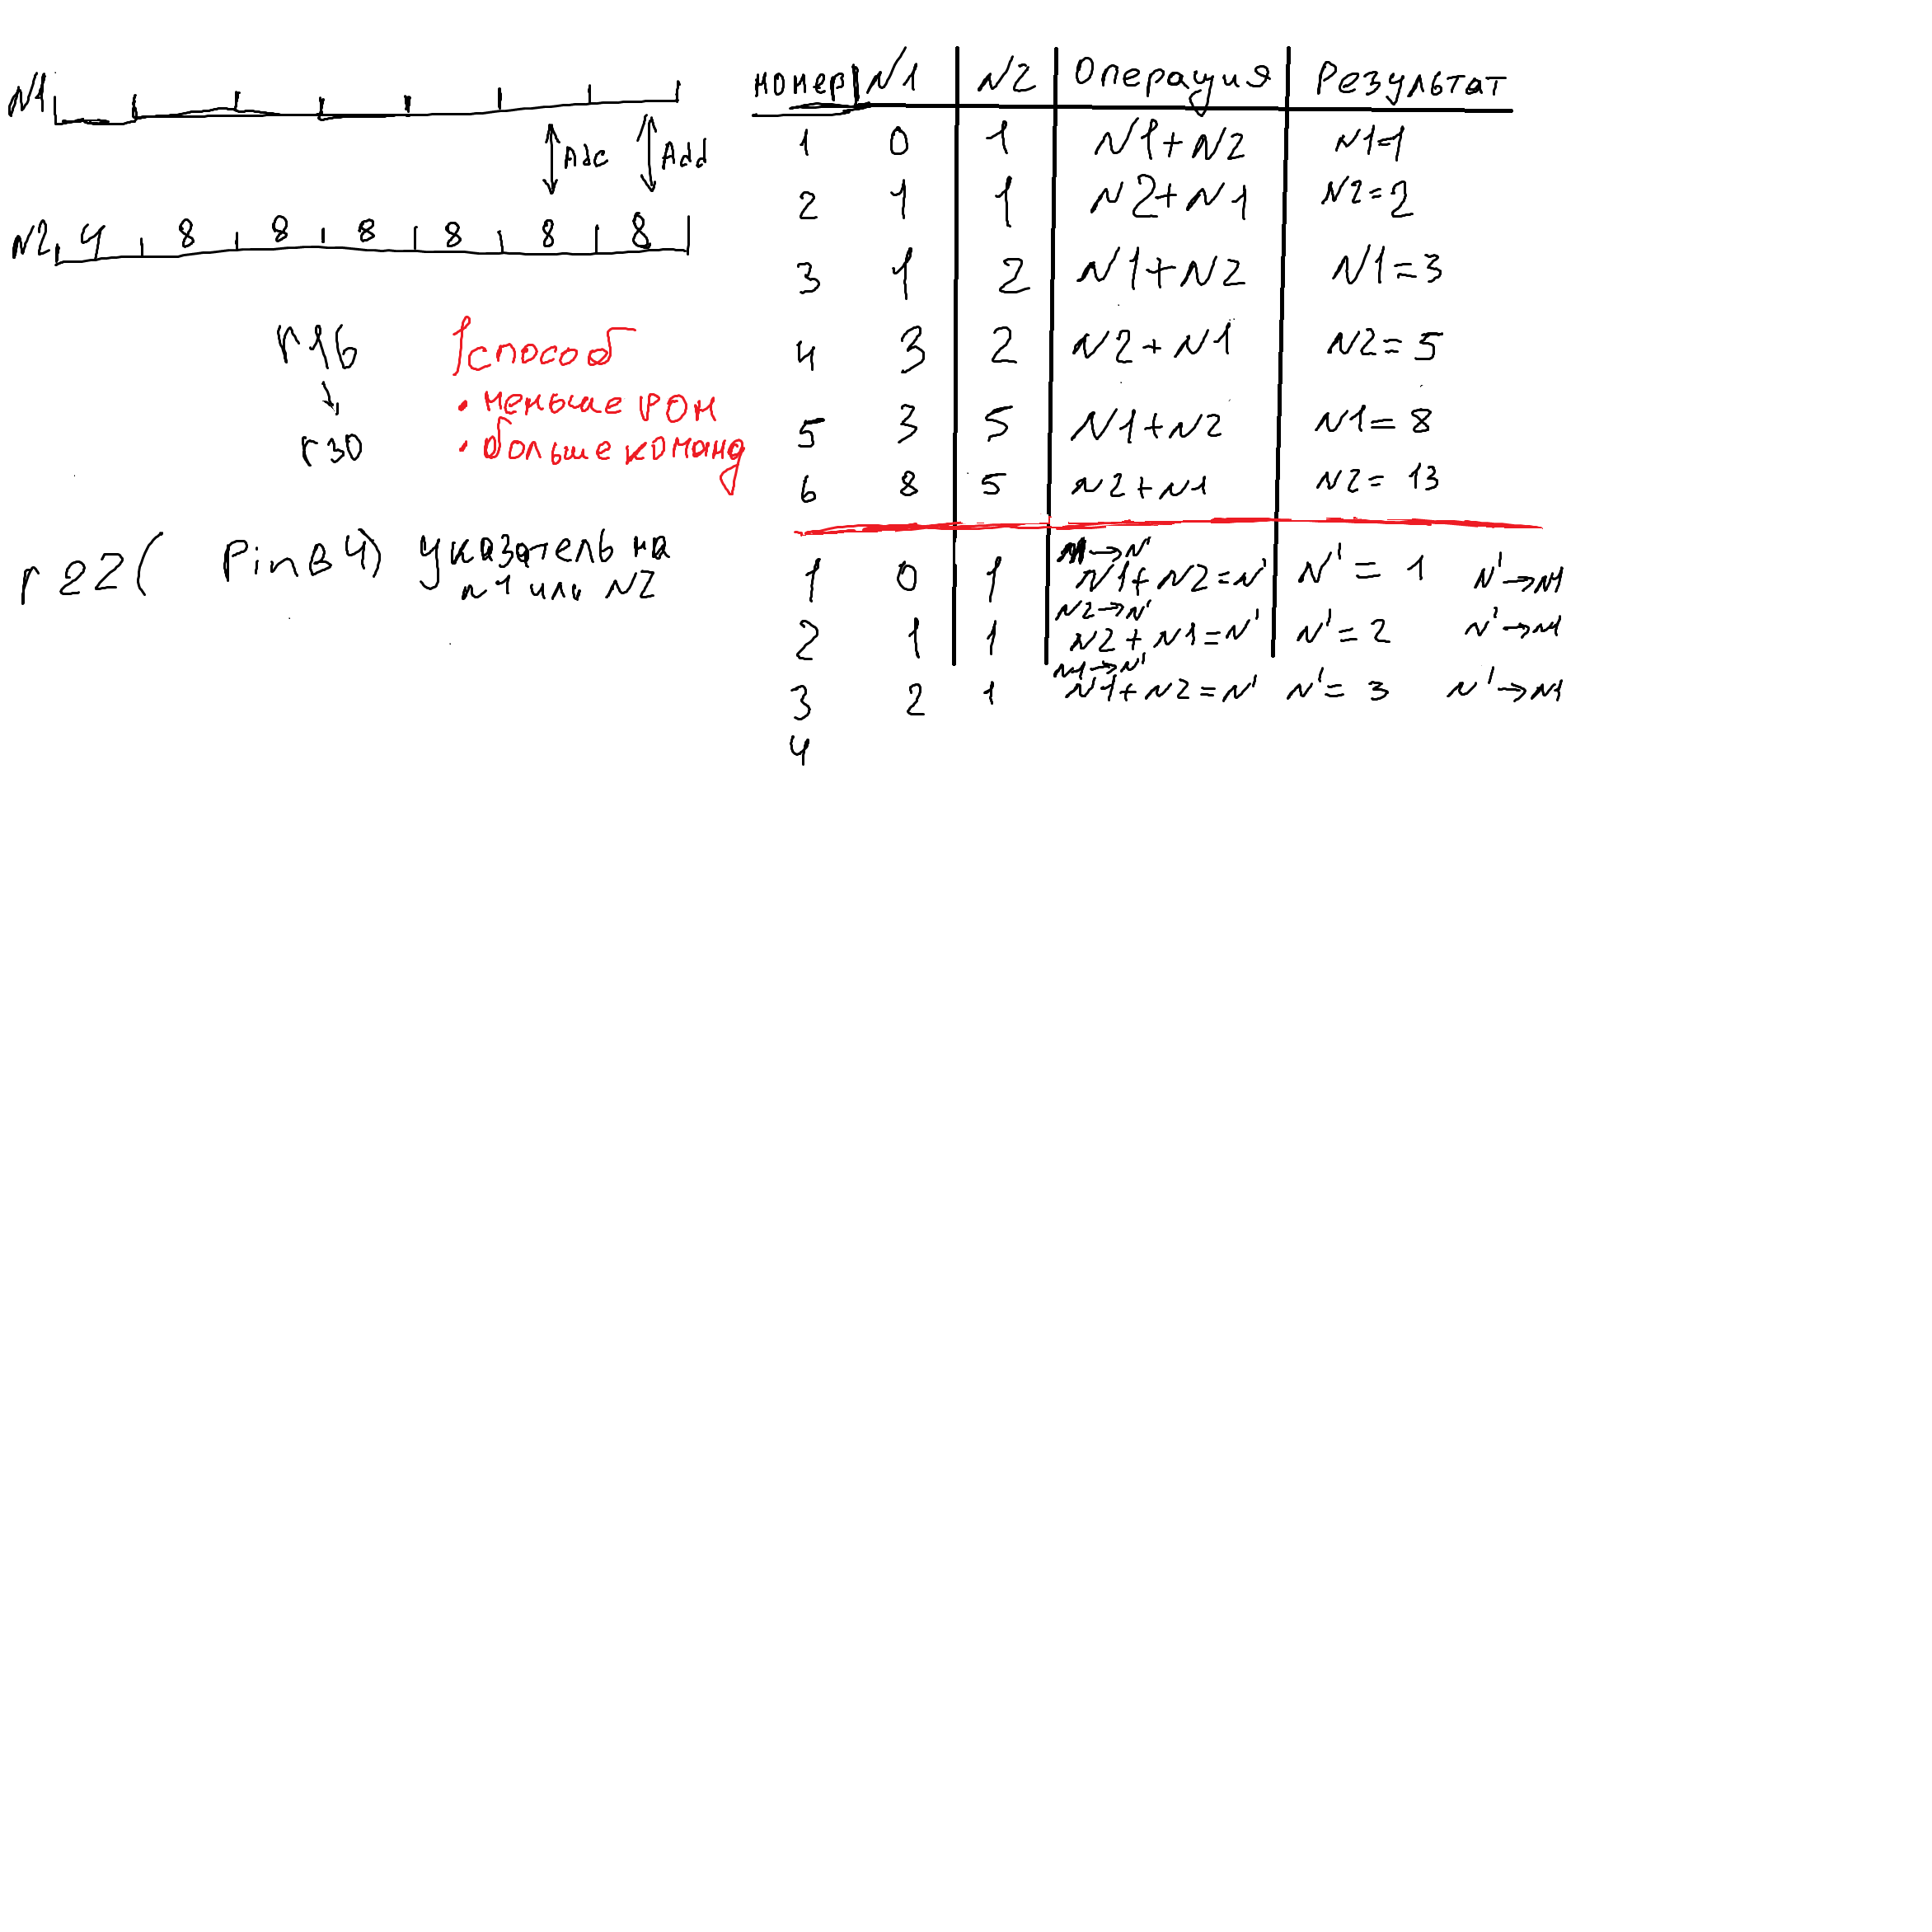 N1
Adc Add
N2 4 8 8 8 8 8 8
r16
↓
r30
1 способ
• меньше РОН
• больше команд
r22( PinB4) указатель на
N1 или N2
номер N1 N2 Операция Результат
1 0 1 N1+N2 N1=1
2 1 1 N2+N1 N2=2
3 1 2 N1+N2 N1=3
4 3 2 N2+N1 N2=5
5 3 5 N1+N2 N1=8
6 8 5 N2+N1 N2=13
N1→N'
1 0 1 N1+N2=N' N'=1 N'→N1
N2→N'
2 1 1 N2+N1=N' N'=2 N'→N1
N1→N'
3 2 1 N1+N2=N' N'=3 N'→N1
4